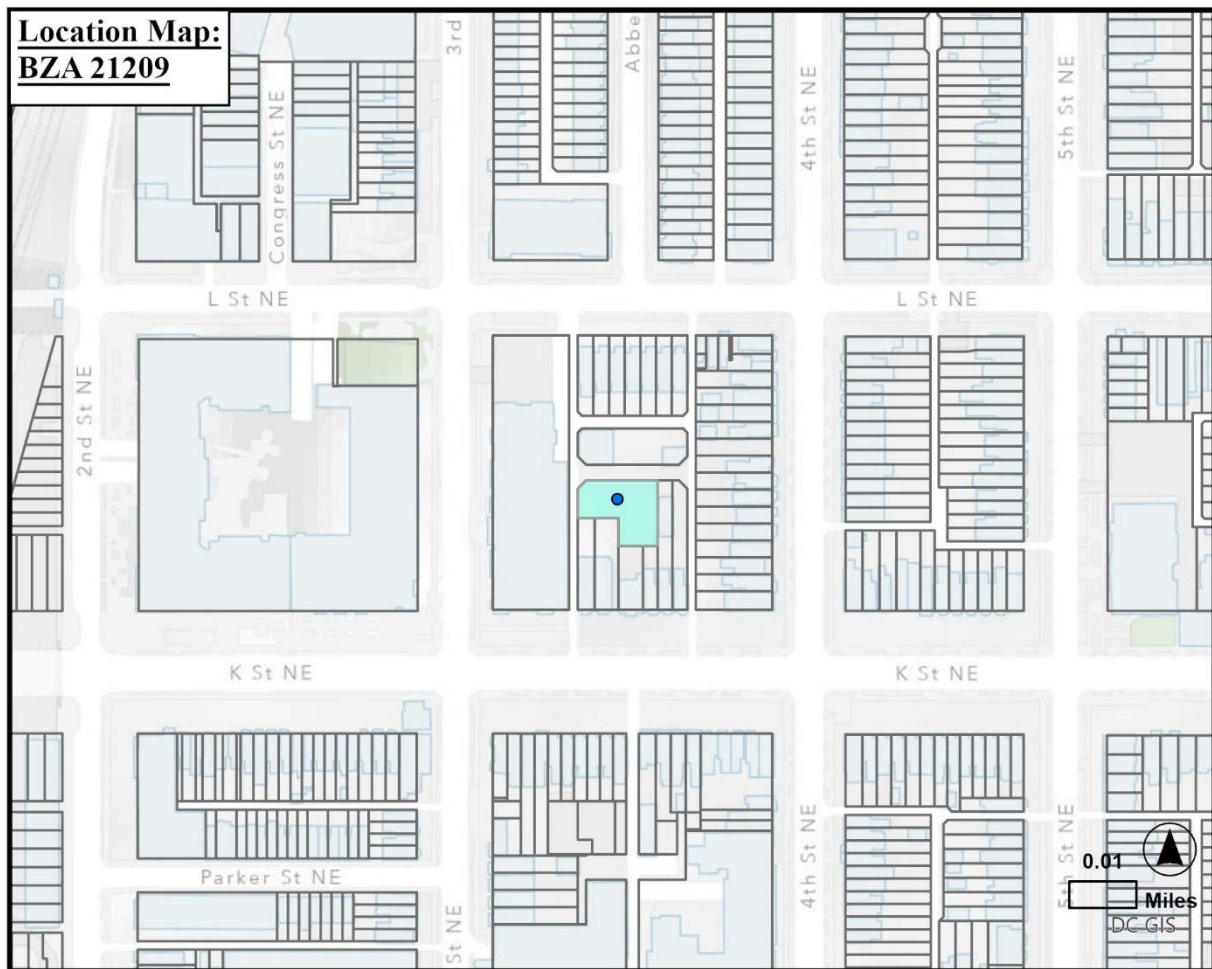 Location Map:
BZA 21209
3rd
Abbe
Congress St NE
4th St NE
5th St NE
L St NE
L St NE
2nd St NE
K St NE
K St NE
Parker St NE
St NE
4th St NE
5th St NE
0.01
Miles
DC GIS